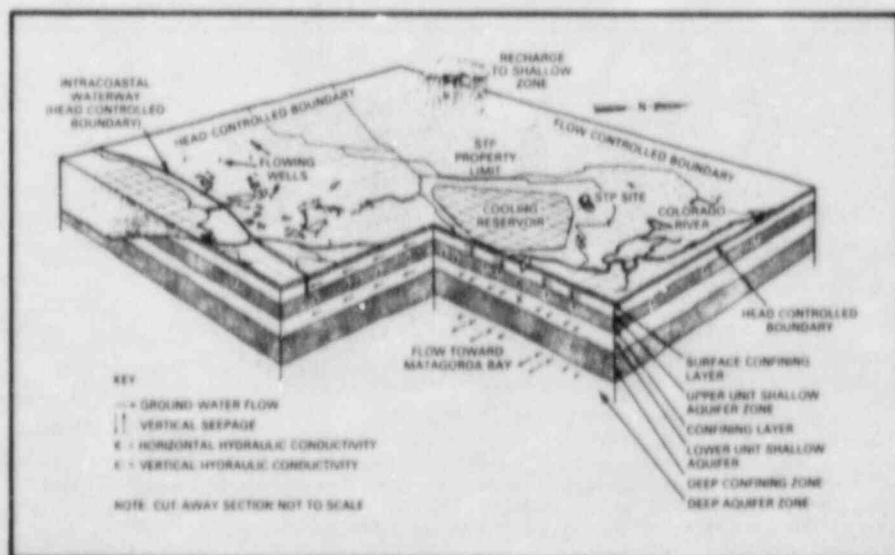 RECHARGE
TO SHALLOW
ZONE
INTRACOASTAL
WATERWAY
(HEAD CONTROLLED
BOUNDARY)
HEAD CONTROLLED BOUNDARY
N
FLOW CONTROLLED BOUNDARY
FLOWING
WELLS
STP
PROPERTY
LIMIT
COOLING
RESERVOIR
STP SITE
COLORADO
RIVER
HEAD CONTROLLED
BOUNDARY
FLOW TOWARD
MATAGORDA BAY
SURFACE CONFINING
LAYER
UPPER UNIT SHALLOW
AQUIFER ZONE
CONFINING LAYER
LOWER UNIT SHALLOW
AQUIFER
DEEP CONFINING ZONE
DEEP AQUIFER ZONE
KEY
GROUND WATER FLOW
VERTICAL SEEPAGE
K = HORIZONTAL HYDRAULIC CONDUCTIVITY
K = VERTICAL HYDRAULIC CONDUCTIVITY
NOTE: CUT AWAY SECTION NOT TO SCALE